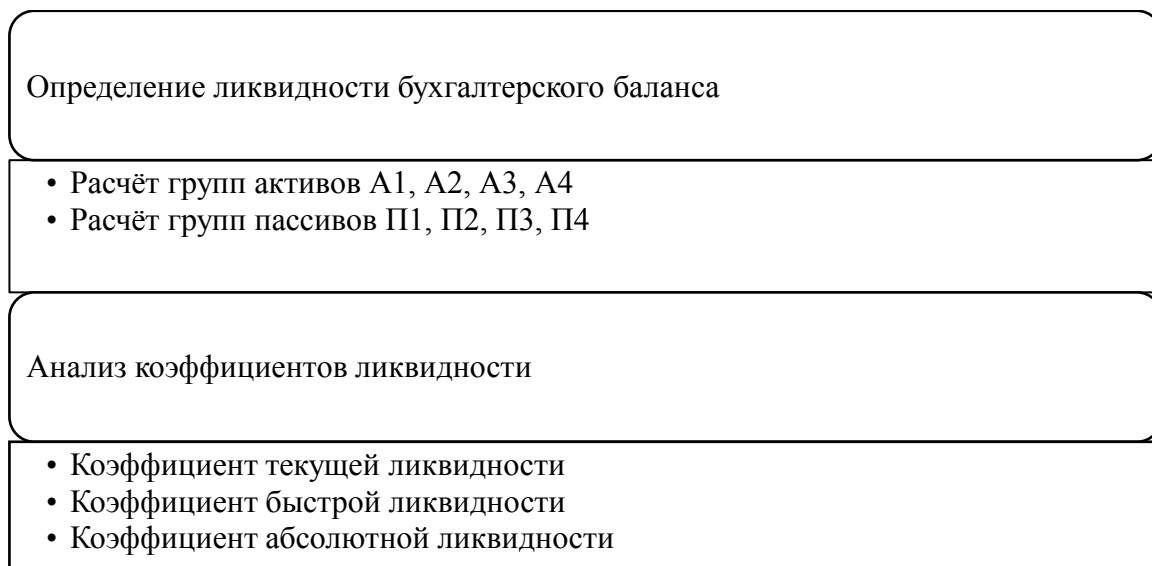 Определение ликвидности бухгалтерского баланса
• Расчёт групп активов А1, А2, А3, А4
• Расчёт групп пассивов П1, П2, П3, П4
Анализ коэффициентов ликвидности
• Коэффициент текущей ликвидности
• Коэффициент быстрой ликвидности
• Коэффициент абсолютной ликвидности